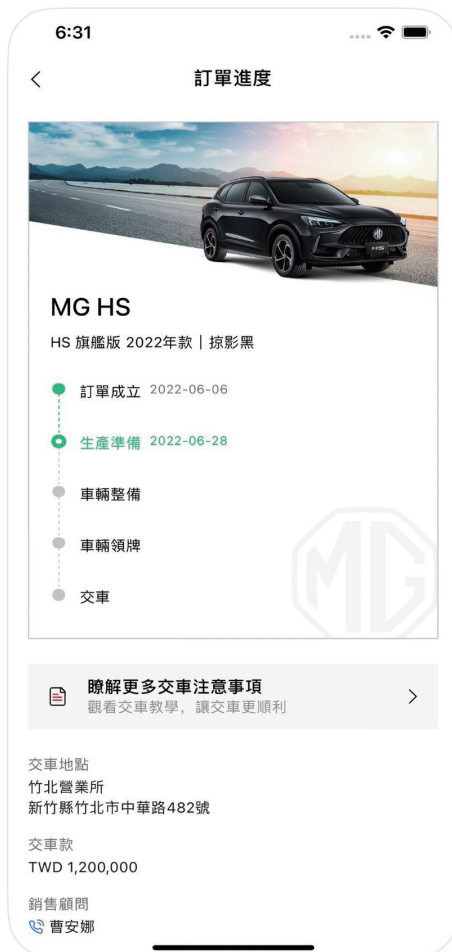 6:31
訂單進度
MG
HS
MG HS
HS 旗艦版 2022年款｜掠影黑
訂單成立 2022-06-06
生產準備 2022-06-28
車輛整備
車輛領牌
交車
MG
瞭解更多交車注意事項
觀看交車教學，讓交車更順利
交車地點
竹北營業所
新竹縣竹北市中華路482號
交車款
TWD 1,200,000
銷售顧問
曹安娜